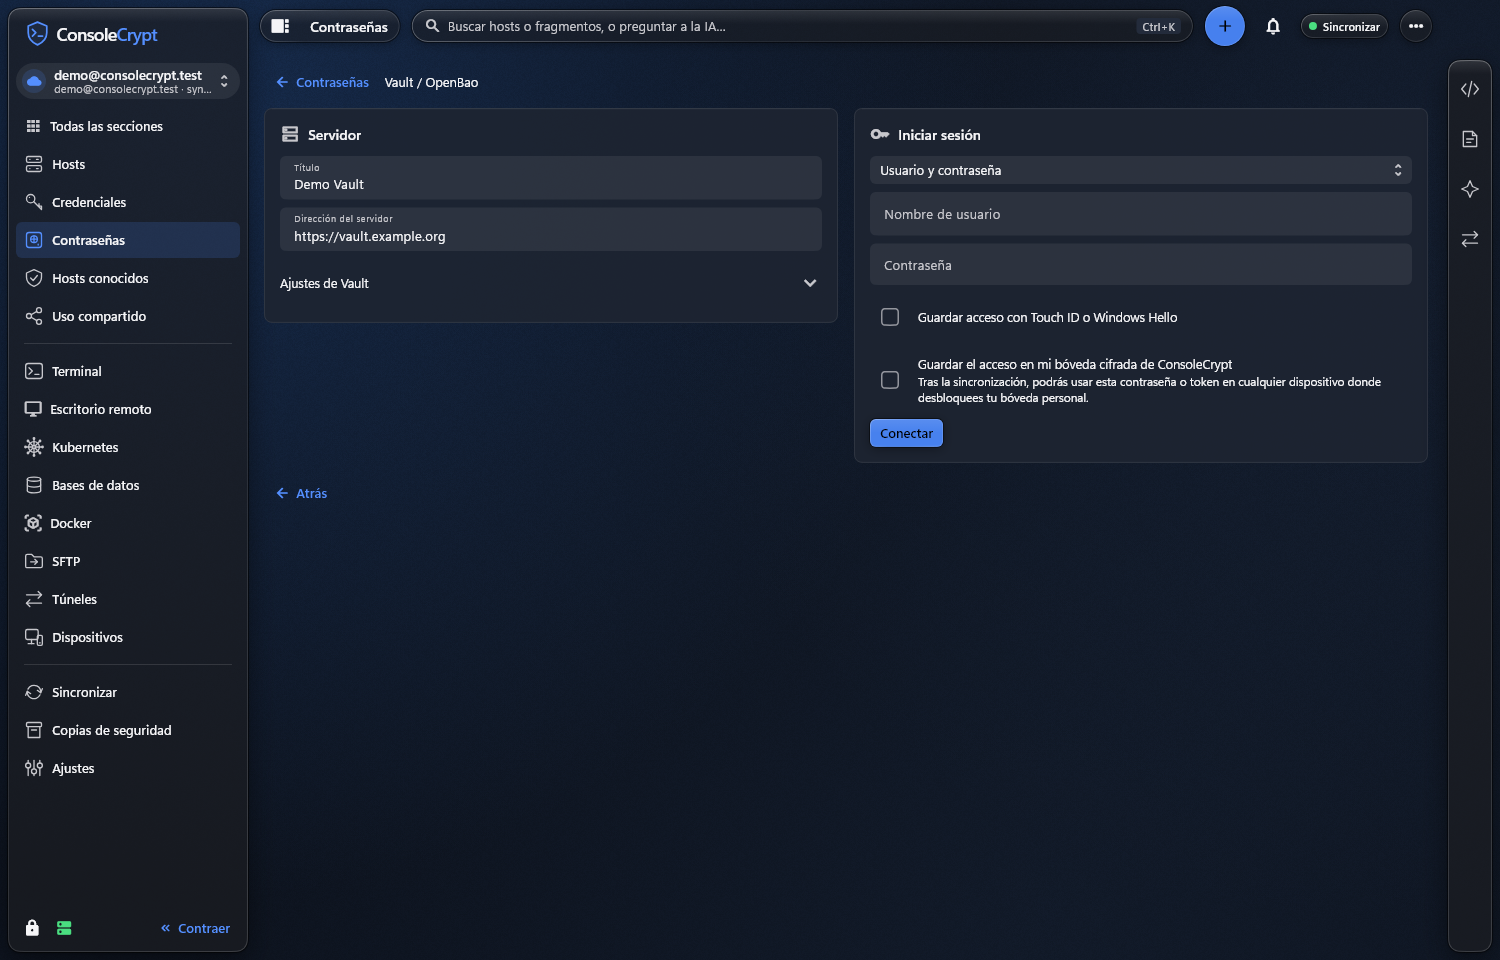 ConsoleCrypt
demo@consolecrypt.test
demo@consolecrypt.test · syn...
Todas las secciones
Hosts
Credenciales
Contraseñas
Hosts conocidos
Uso compartido
Terminal
Escritorio remoto
Kubernetes
Bases de datos
Docker
SFTP
Túneles
Dispositivos
Sincronizar
Copias de seguridad
Ajustes
« Contraer
Contraseñas
Buscar hosts o fragmentos, o preguntar a la IA...
Ctrl+K
Sincronizar
Contraseñas
Vault / OpenBao
Servidor
Título
Demo Vault
Dirección del servidor
https://vault.example.org
Ajustes de Vault
Iniciar sesión
Usuario y contraseña
Nombre de usuario
Contraseña
Guardar acceso con Touch ID o Windows Hello
Guardar el acceso en mi bóveda cifrada de ConsoleCrypt
Tras la sincronización, podrás usar esta contraseña o token en cualquier dispositivo donde
desbloquees tu bóveda personal.
Conectar
Atrás